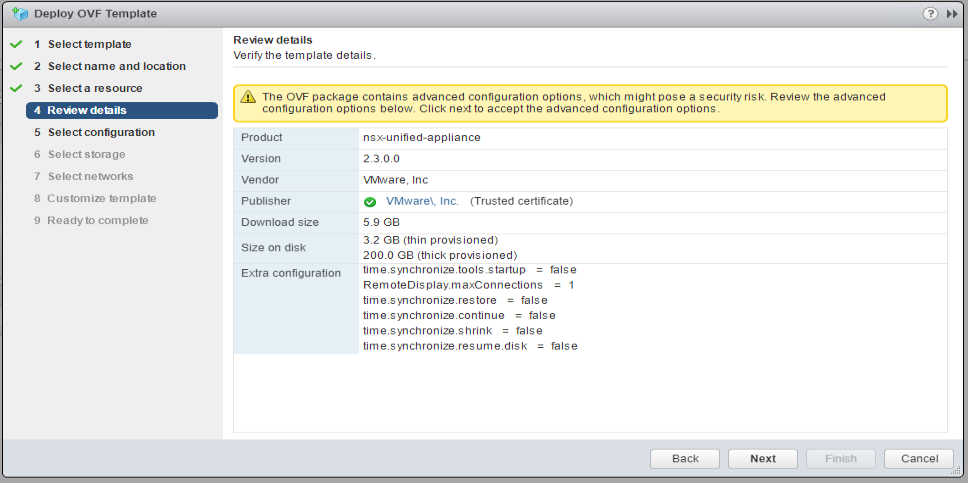 Deploy OVF Template
?
1 Select template
2 Select name and location
3 Select a resource
4 Review details
5 Select configuration
6 Select storage
7 Select networks
8 Customize template
9 Ready to complete
Review details
Verify the template details.
The OVF package contains advanced configuration options, which might pose a security risk. Review the advanced
configuration options below. Click next to accept the advanced configuration options.
Product nsx-unified-appliance
Version 2.3.0.0
Vendor VMware, Inc
Publisher VMware\, Inc. (Trusted certificate)
Download size 5.9 GB
Size on disk 3.2 GB (thin provisioned)
200.0 GB (thick provisioned)
Extra configuration time.synchronize.tools.startup = false
RemoteDisplay.maxConnections = 1
time.synchronize.restore = false
time.synchronize.continue = false
time.synchronize.shrink = false
time.synchronize.resume.disk = false
Back Next Finish Cancel